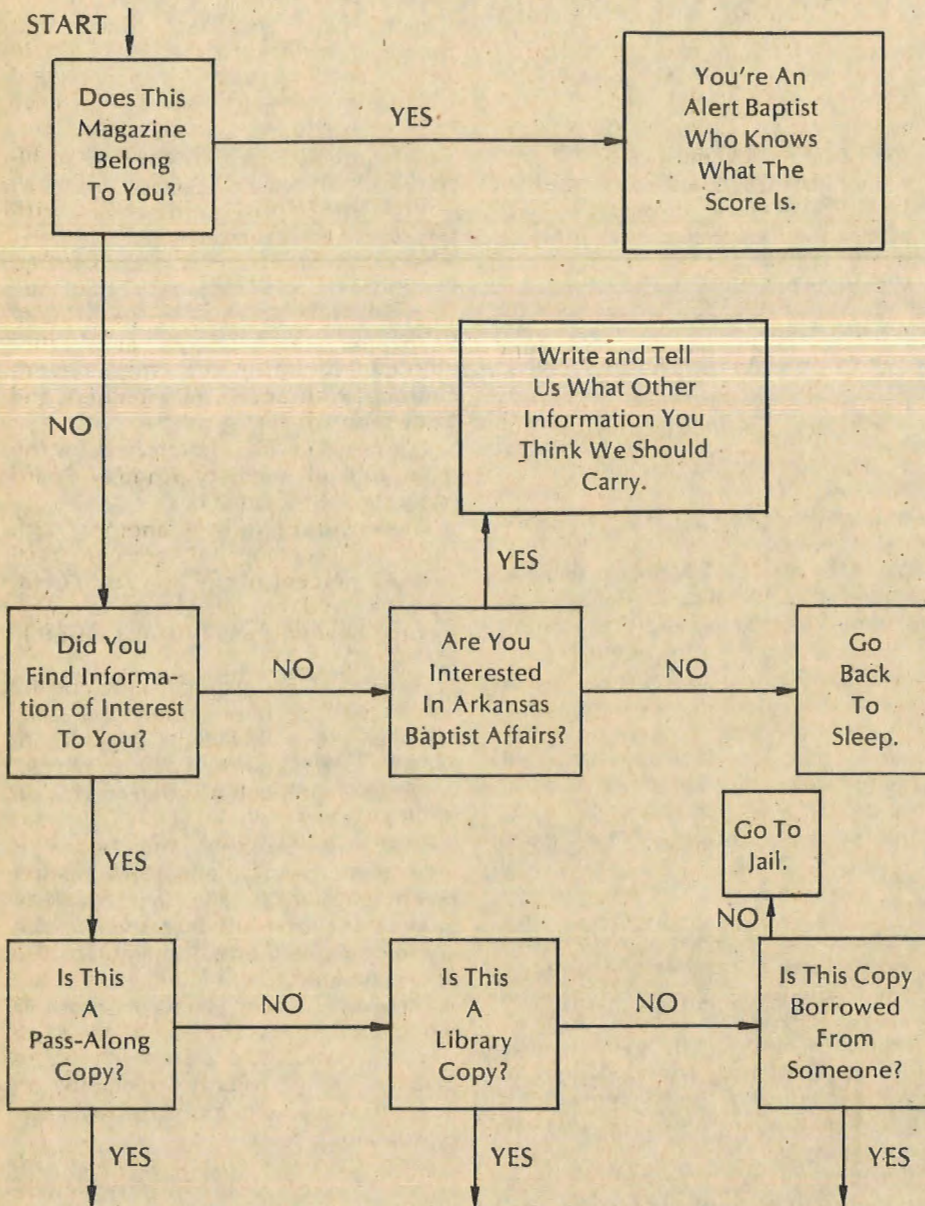 START
Does This
Magazine
Belong
To You?
YES
You're An
Alert Baptist
Who Knows
What The
Score Is.
NO
Write and Tell
Us What Other
Information You
Think We Should
Carry.
YES
Did You
Find Informa-
tion of Interest
To You?
NO
Are You
Interested
In Arkansas
Baptist Affairs?
NO
Go
Back
To
Sleep.
YES
Go To
Jail.
NO
Is This
A
Pass-Along
Copy?
NO
Is This
A
Library
Copy?
NO
Is This Copy
Borrowed
From
Someone?
YES
YES
YES